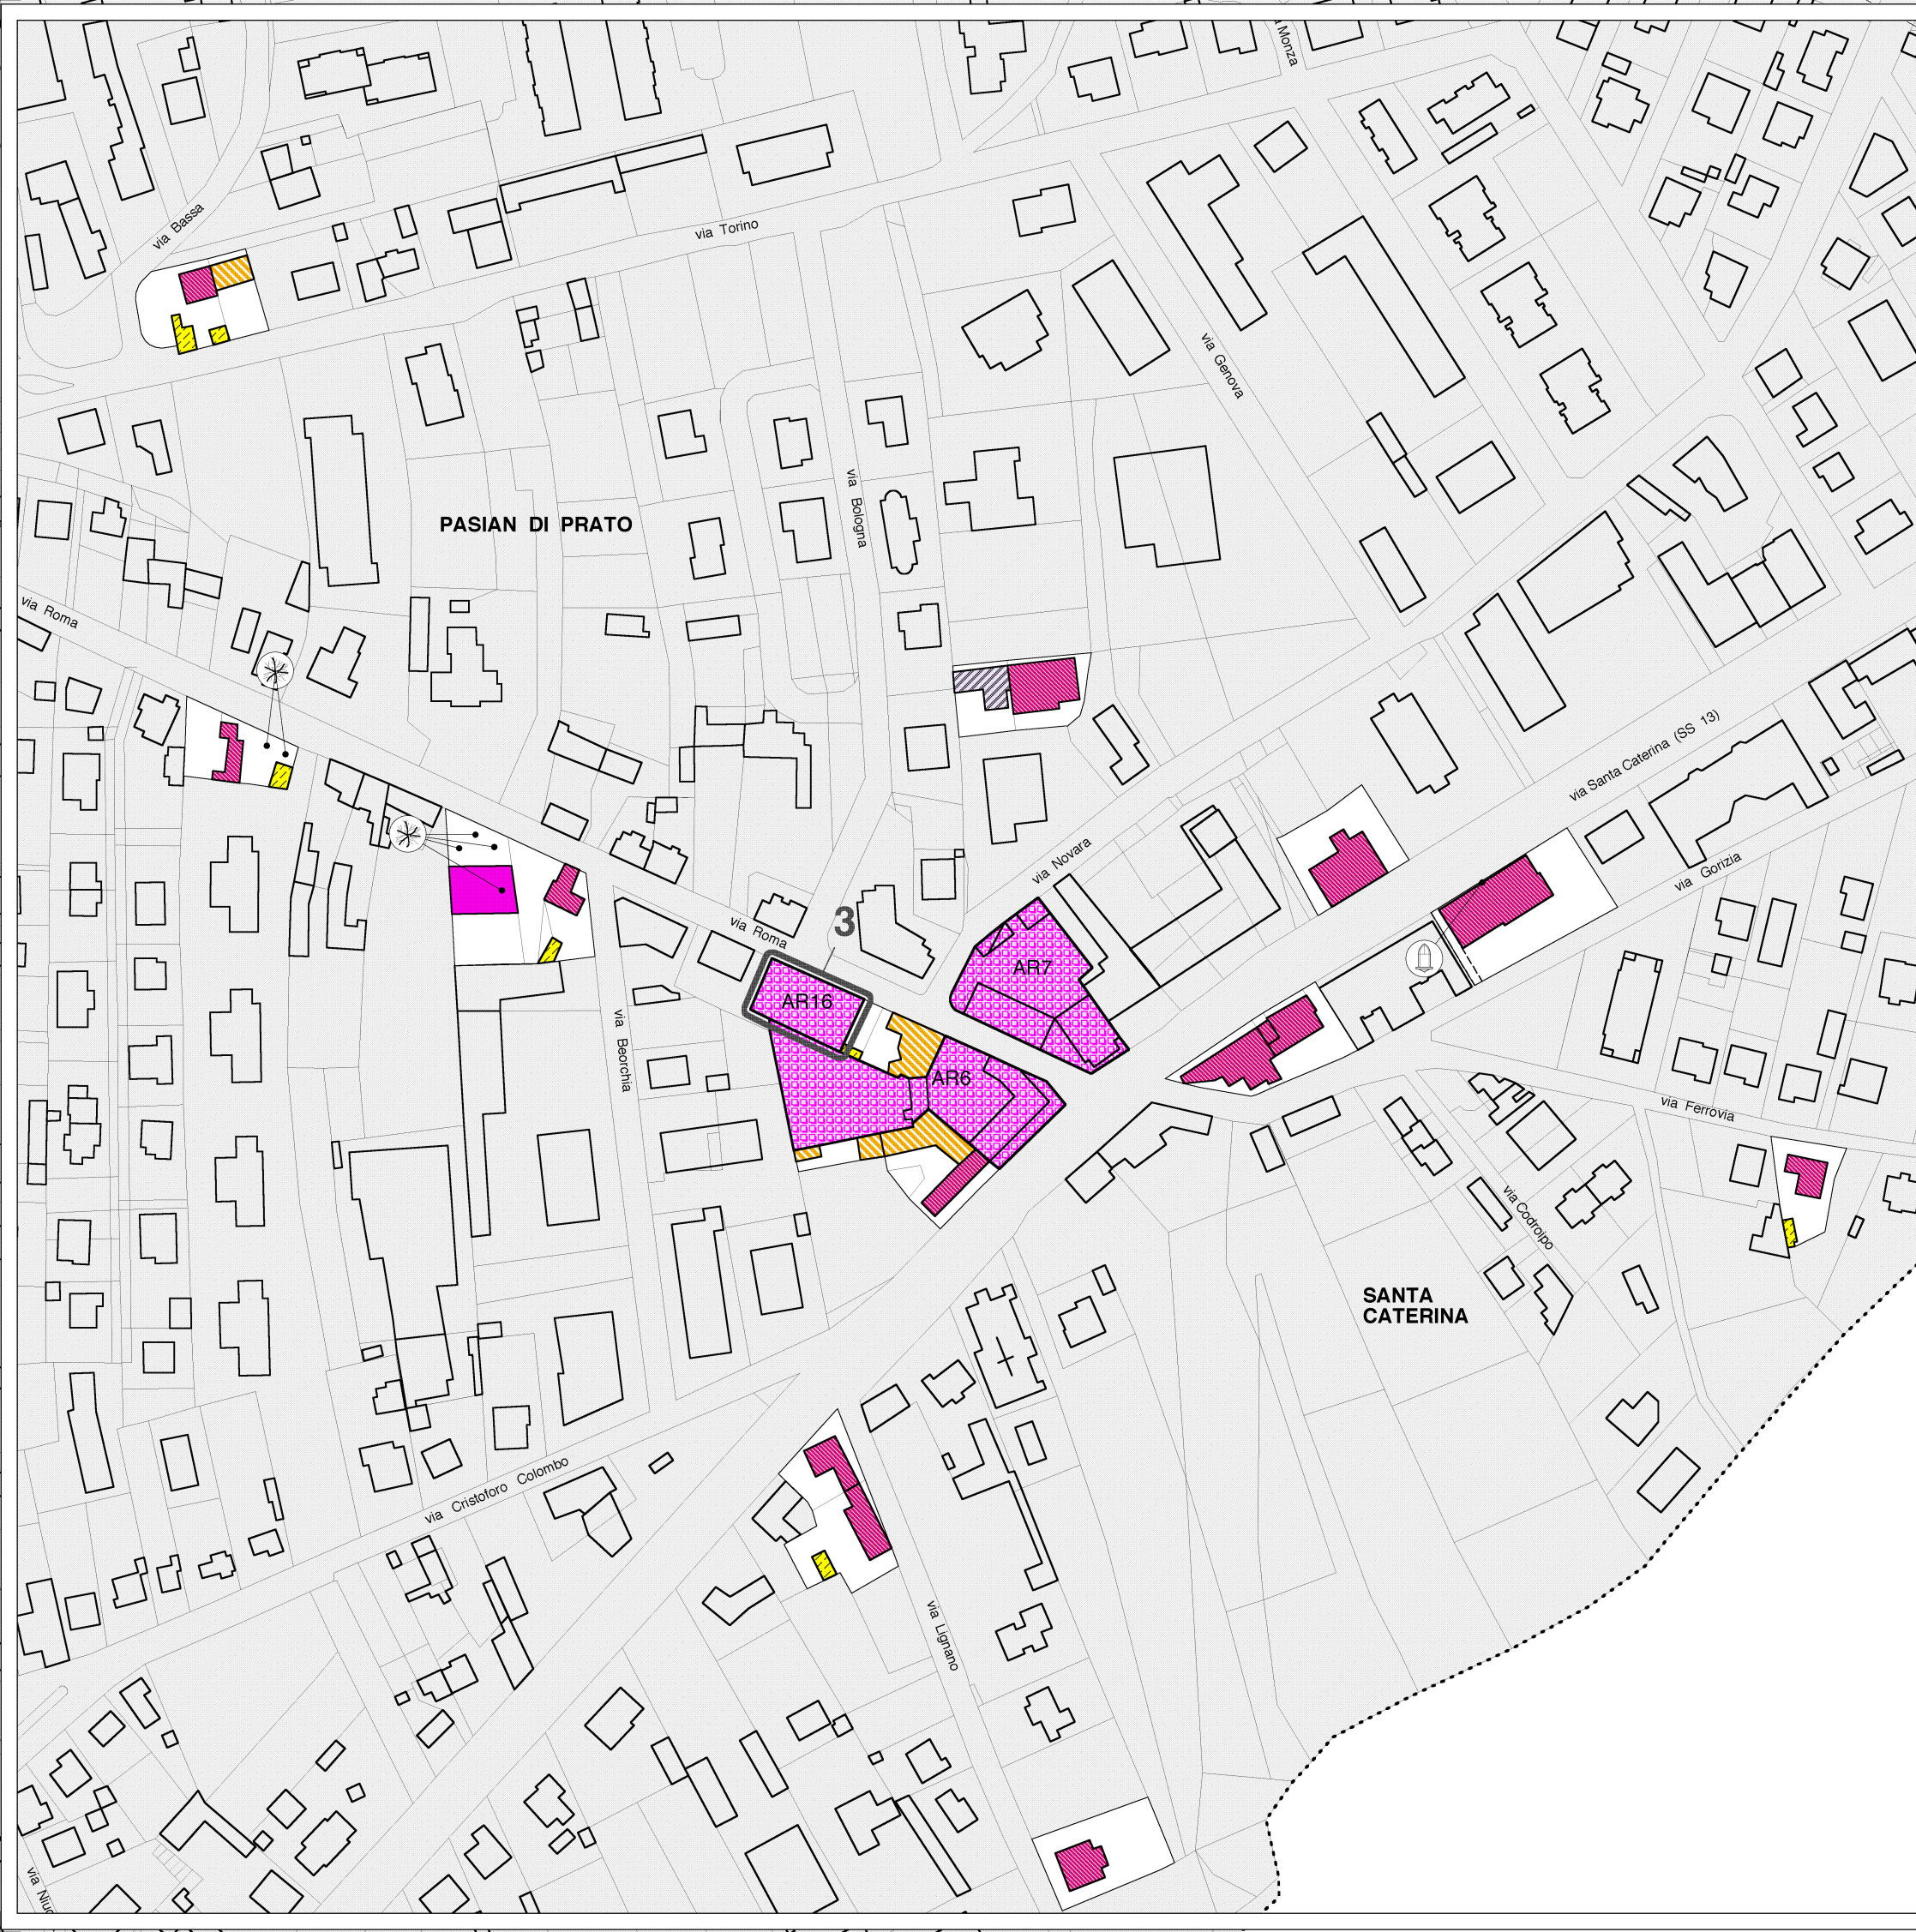 Monza
via Bassa
via Torino
via Genova
via Bologna
PASIAN DI PRATO
via Roma
via Santa Caterina (SS 13)
via Novara
via Gorizia
3
via Roma
AR7
AR16
via Beorchia
AR6
via Ferrovia
via Codroipo
SANTA
CATERINA
via Cristoforo Colombo
via Lignano